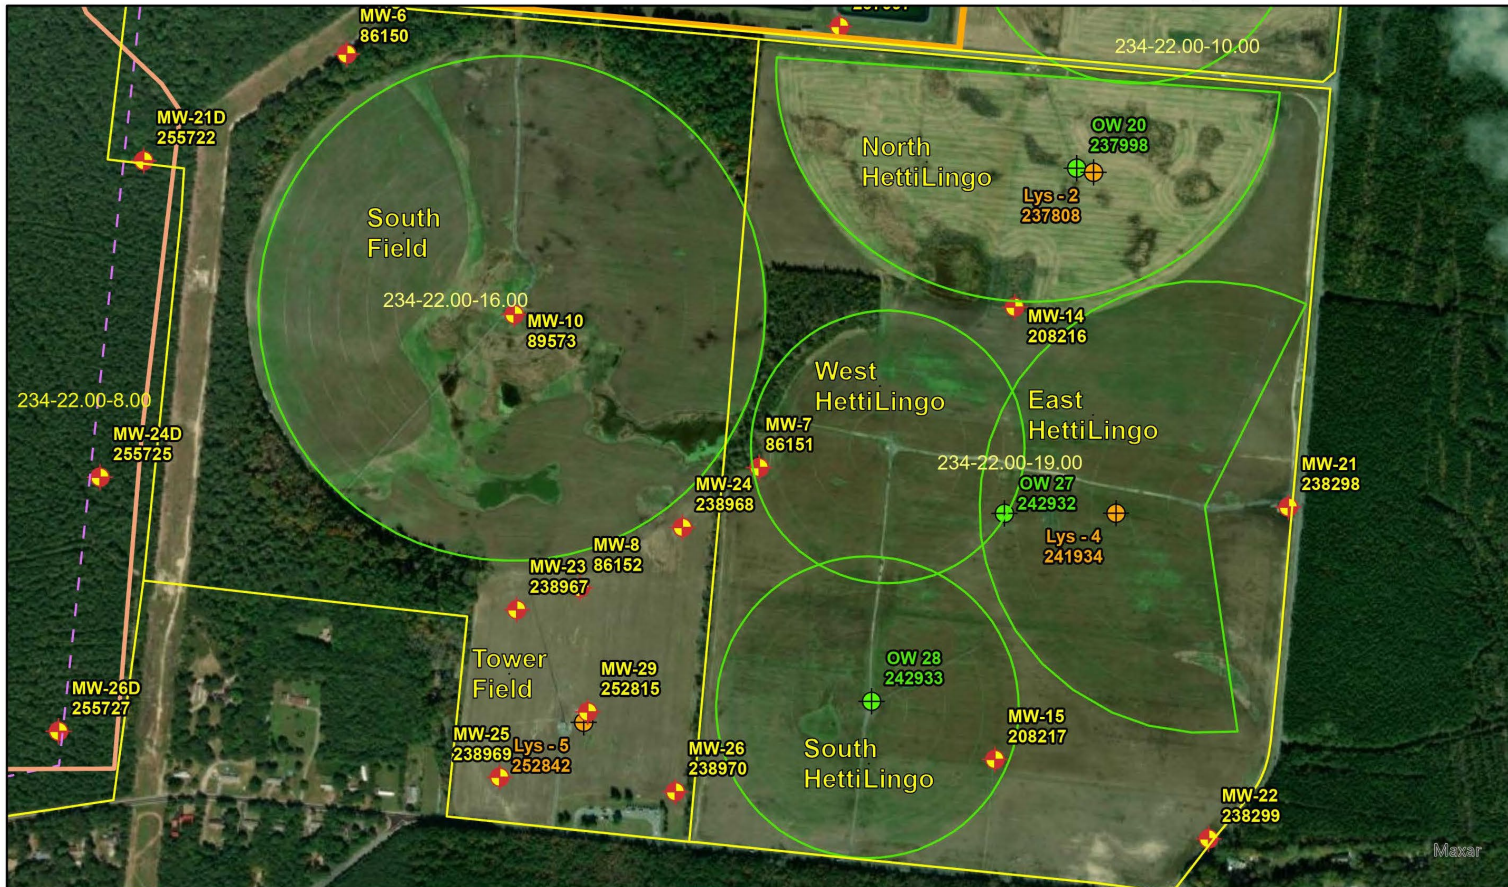 MW-6
86150
234-22.00-10.00
MW-21D
255722
OW 20
237998
North
HettiLingo
Lys - 2
237808
South
Field
234-22.00-16.00
MW-10
89573
MW-14
208216
West
HettiLingo
East
HettiLingo
234-22.00-8.00
MW-24D
255725
MW-7
86151
234-22.00-19.00
MW-21
238298
MW-24
238968
OW 27
242932
Lys - 4
241934
MW-8
86152
MW-23
238967
Tower
Field
MW-29
252815
OW 28
242933
MW-26D
255727
MW-25
238969
Lys - 5
252842
MW-26
238970
South
HettiLingo
MW-15
208217
MW-22
238299
Maxar